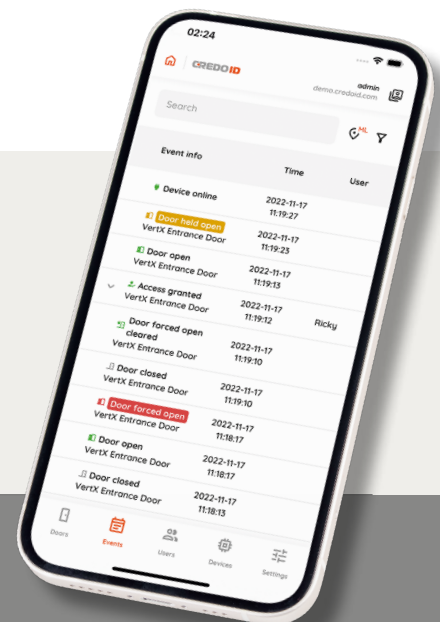 02:24
CREDOID
admin
demo.credoid.com
Search
ML
Event info Time User
Device online 2022-11-17
11:19:27
Door held open 2022-11-17
VertX Entrance Door 11:19:23
Door open 2022-11-17
VertX Entrance Door 11:19:13
Access granted 2022-11-17 Ricky
VertX Entrance Door 11:19:12
Door forced open 2022-11-17
cleared 11:19:10
VertX Entrance Door
Door closed 2022-11-17
VertX Entrance Door 11:19:10
Door forced open 2022-11-17
VertX Entrance Door 11:18:17
Door open 2022-11-17
VertX Entrance Door 11:18:17
Door closed 2022-11-17
VertX Entrance Door 11:18:13
Doors Events Users Devices Settings